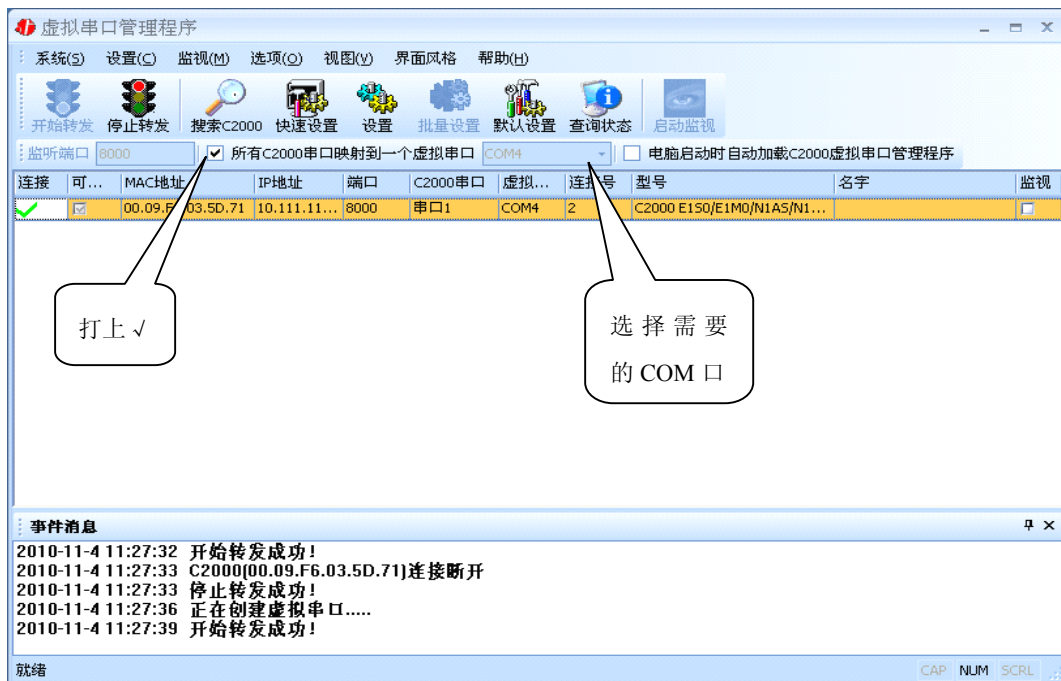 虚拟串口管理程序
系统(S) 设置(C) 监视(M) 选项(O) 视图(V) 界面风格 帮助(H)
开始转发 停止转发 搜索C2000 快速设置 设置 批量设置 默认设置 查询状态 启动监视
监听端口 8000 所有C2000串口映射到一个虚拟串口 COM4 电脑启动时自动加载C2000虚拟串口管理程序
连接 可... MAC地址 IP地址 端口 C2000串口 虚拟... 连接号 型号 名字 监视
00.09.F6.03.5D.71 10.111.11... 8000 串口1 COM4 2 C2000 E1S0/E1M0/N1AS/N1...
打上√
选择需要
的 COM 口
事件消息
2010-11-4 11:27:32 开始转发成功!
2010-11-4 11:27:33 C2000(00.09.F6.03.5D.71)连接断开
2010-11-4 11:27:33 停止转发成功!
2010-11-4 11:27:36 正在创建虚拟串口.....
2010-11-4 11:27:39 开始转发成功!
就绪 CAP NUM SCRL